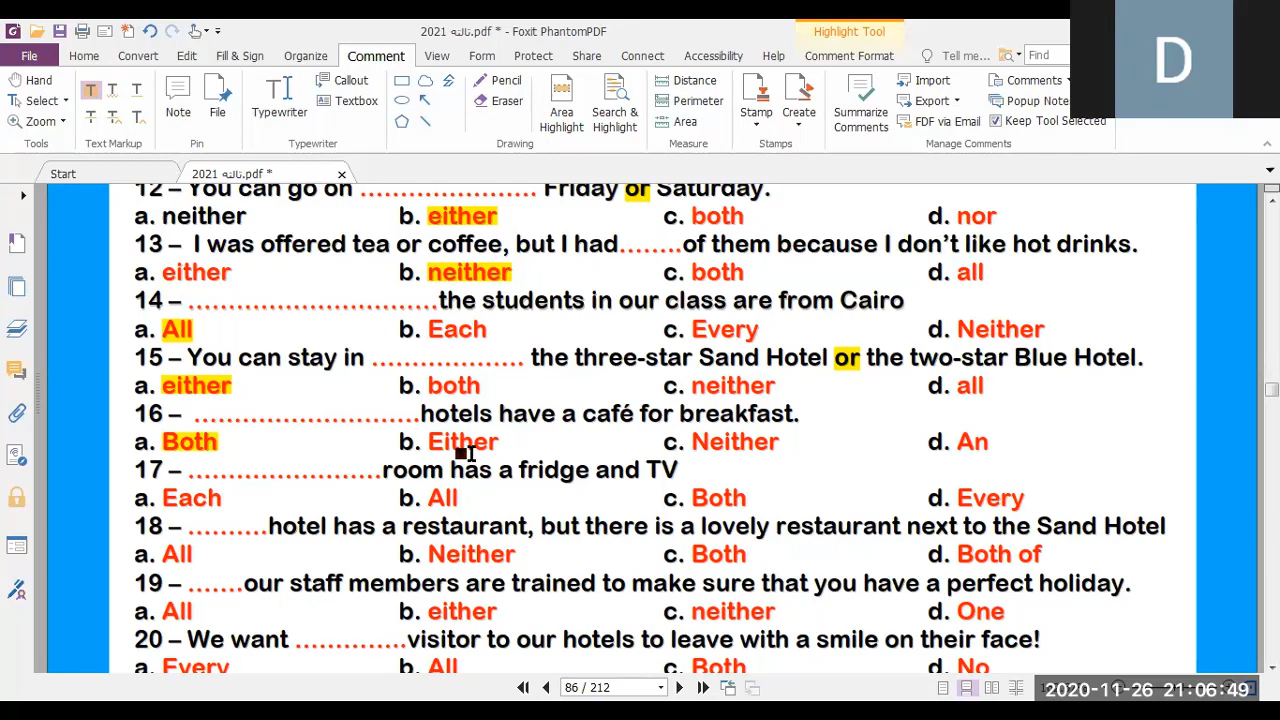 2021 ثالثه.pdf * - Foxit PhantomPDF
Highlight Tool
File Home Convert Edit Fill & Sign Organize Comment View Form Protect Share Connect Accessibility Help Comment Format Tell me... Find
Hand Select Zoom Tools
Text Markup
Note File Pin
Typewriter Callout Textbox Typewriter
Pencil Eraser Area Highlight Search & Highlight Drawing
Distance Perimeter Area Measure
Stamp Create Stamps
Summarize Comments Import Export FDF via Email Comments Popup Notes Keep Tool Selected Manage Comments
D
Start 2021 ثالثه.pdf *
12 – You can go on ........................ Friday or Saturday.
a. neither b. either c. both d. nor
13 – I was offered tea or coffee, but I had........of them because I don’t like hot drinks.
a. either b. neither c. both d. all
14 – ..................................the students in our class are from Cairo
a. All b. Each c. Every d. Neither
15 – You can stay in ..................... the three-star Sand Hotel or the two-star Blue Hotel.
a. either b. both c. neither d. all
16 – ...............................hotels have a café for breakfast.
a. Both b. Either c. Neither d. An
17 – ..........................room has a fridge and TV
a. Each b. All c. Both d. Every
18 – ..........hotel has a restaurant, but there is a lovely restaurant next to the Sand Hotel
a. All b. Neither c. Both d. Both of
19 – .......our staff members are trained to make sure that you have a perfect holiday.
a. All b. either c. neither d. One
20 – We want ..............visitor to our hotels to leave with a smile on their face!
a. Every b. All c. Both d. No
86 / 212
2020-11-26 21:06:49